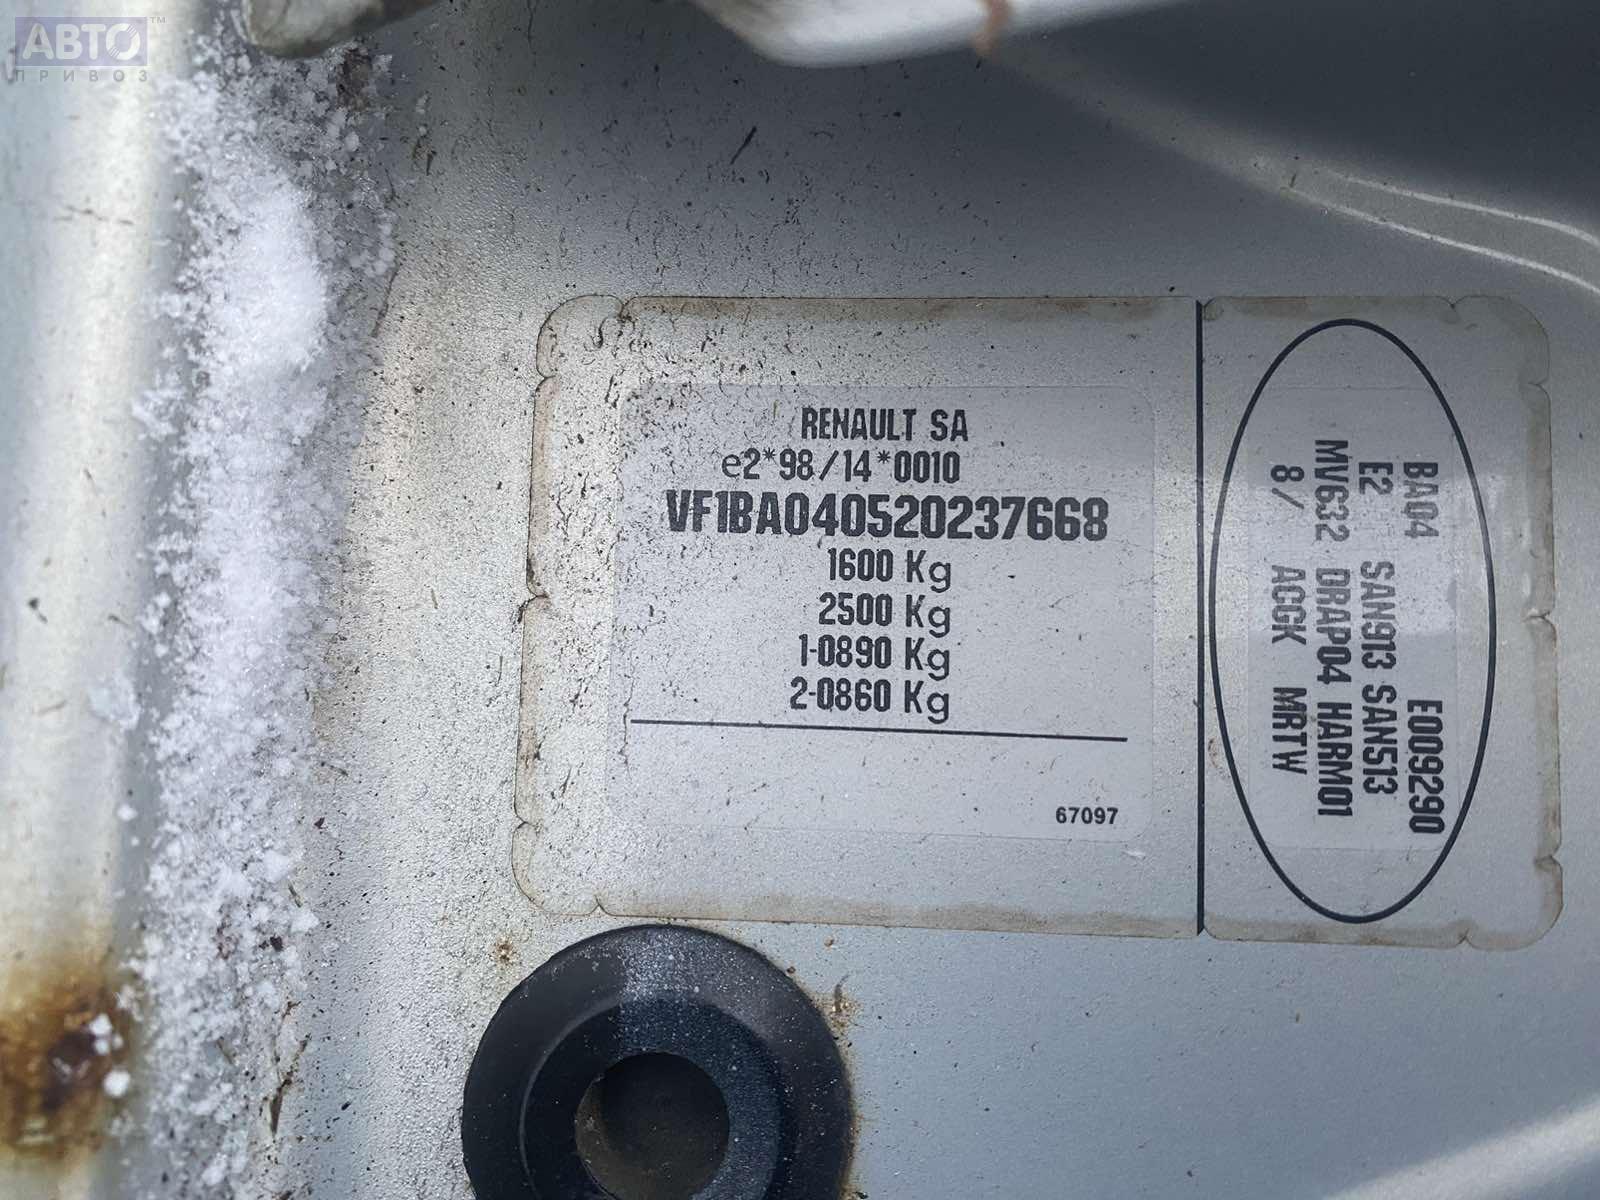 АВТО™
ПРИВОЗ
RENAULT SA
e2*98/14*0010
VF1BA040520237668
1600 Kg
2500 Kg
1-0890 Kg
2-0860 Kg
67097
BA04 E009290
E2 SAN913 SAN513
MV632 DRAP04 HARM01
8/ ACGK MRTW